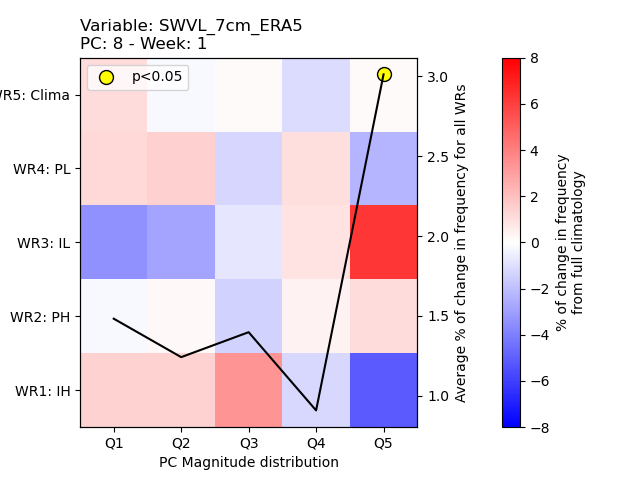 Variable: SWVL_7cm_ERA5
PC: 8 - Week: 1
p<0.05
WR5: Clima
WR4: PL
WR3: IL
WR2: PH
WR1: IH
Q1 Q2 Q3 Q4 Q5
PC Magnitude distribution
3.0
2.5
2.0
1.5
1.0
Average % of change in frequency for all WRs
8
6
4
2
0
−2
−4
−6
−8
% of change in frequency
from full climatology